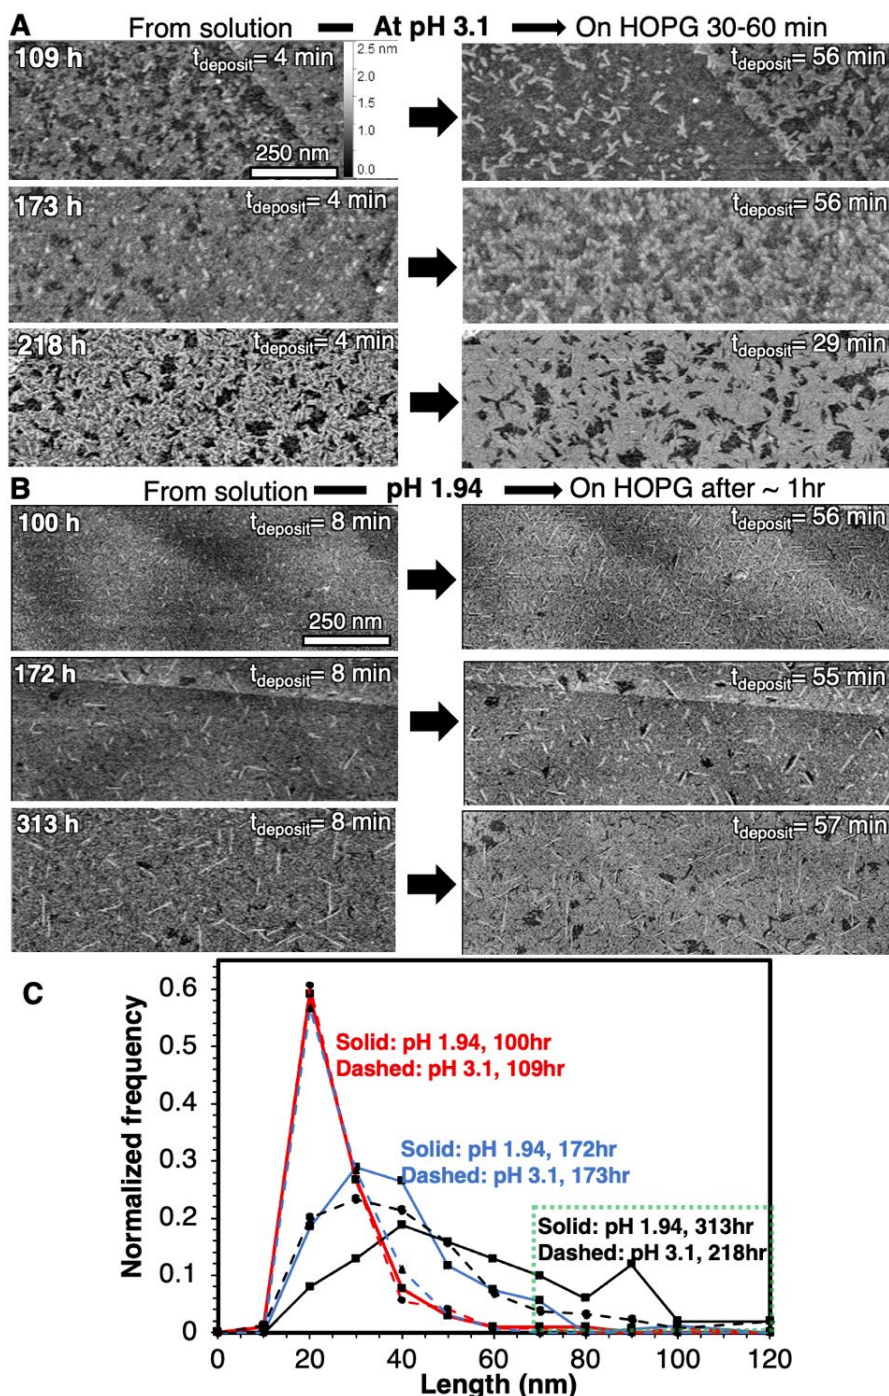 A From solution At pH 3.1 On HOPG 30-60 min
109 h t_deposit= 4 min 2.5 nm t_deposit= 56 min
2.0
1.5
1.0
250 nm 0.0
173 h t_deposit= 4 min t_deposit= 56 min
218 h t_deposit= 4 min t_deposit= 29 min
B From solution pH 1.94 On HOPG after ~ 1hr
100 h t_deposit= 8 min t_deposit= 56 min
250 nm
172 h t_deposit= 8 min t_deposit= 55 min
313 h t_deposit= 8 min t_deposit= 57 min
C
Normalized frequency
0.6
0.5
0.4
0.3
0.2
0.1
0
Solid: pH 1.94, 100hr
Dashed: pH 3.1, 109hr
Solid: pH 1.94, 172hr
Dashed: pH 3.1, 173hr
Solid: pH 1.94, 313hr
Dashed: pH 3.1, 218hr
0 20 40 60 80 100 120
Length (nm)